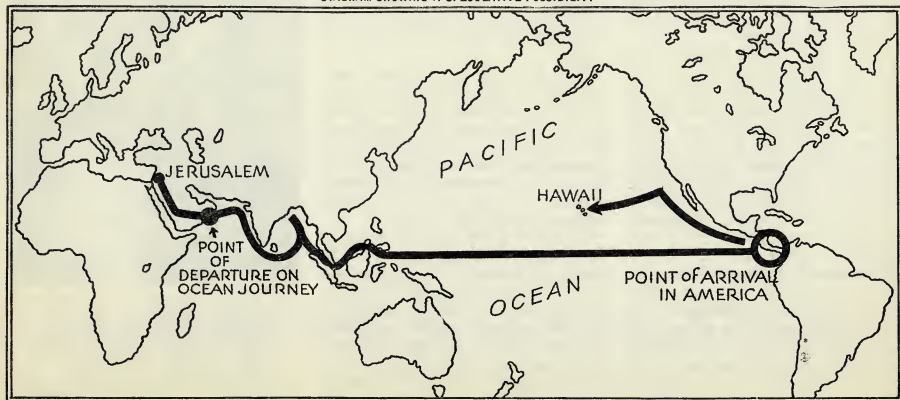 JERUSALEM
POINT
OF
DEPARTURE ON
OCEAN JOURNEY
PACIFIC
OCEAN
HAWAII
POINT OF ARRIVAL
IN AMERICA